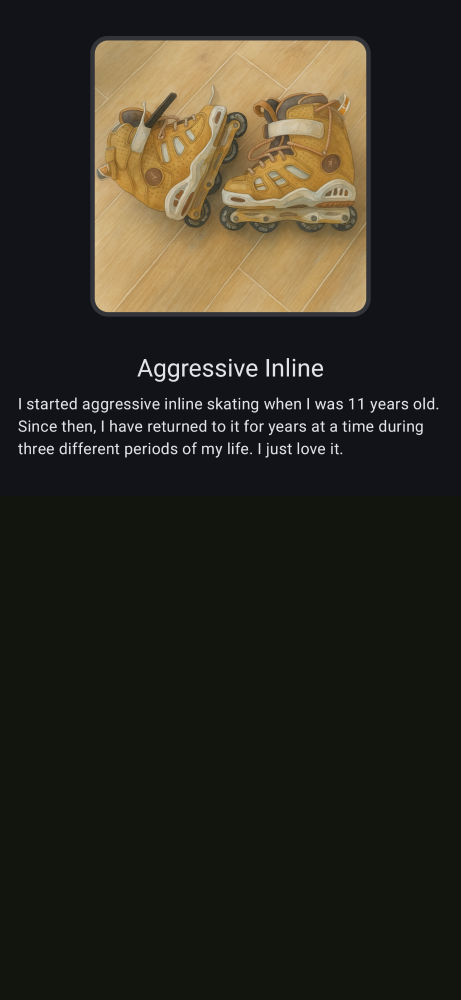 Aggressive Inline
I started aggressive inline skating when I was 11 years old.
Since then, I have returned to it for years at a time during
three different periods of my life. I just love it.